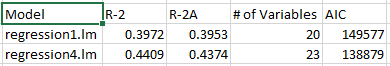 Model R-2 R-2A # of Variables AIC
regression1.lm 0.3972 0.3953 20 149577
regression4.lm 0.4409 0.4374 23 138879